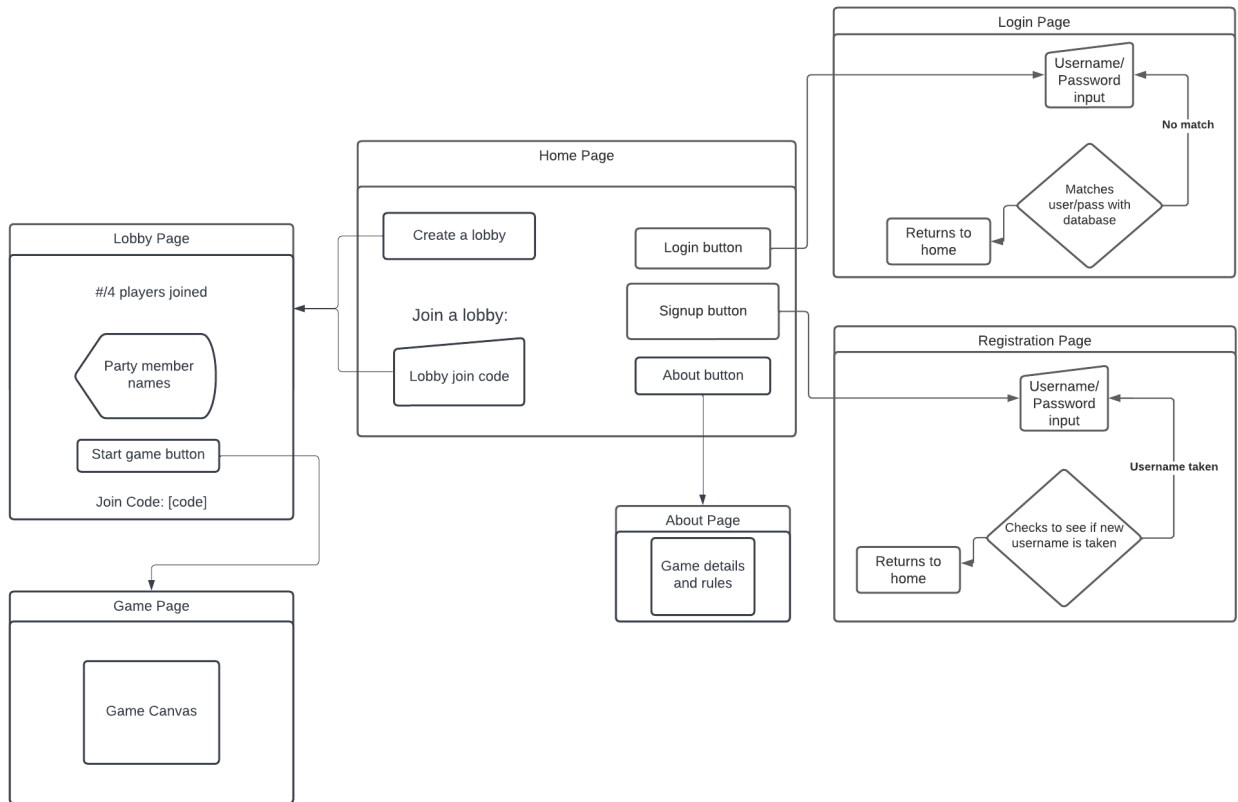 Login Page
Username/
Password
input
No match
Matches
user/pass with
database
Returns to
home
Home Page
Create a lobby
Login button
Join a lobby:
Signup button
Lobby join code
About button
Lobby Page
#/4 players joined
Party member
names
Start game button
Join Code: [code]
Registration Page
Username/
Password
input
Username taken
Checks to see if new
username is taken
Returns to
home
About Page
Game details
and rules
Game Page
Game Canvas